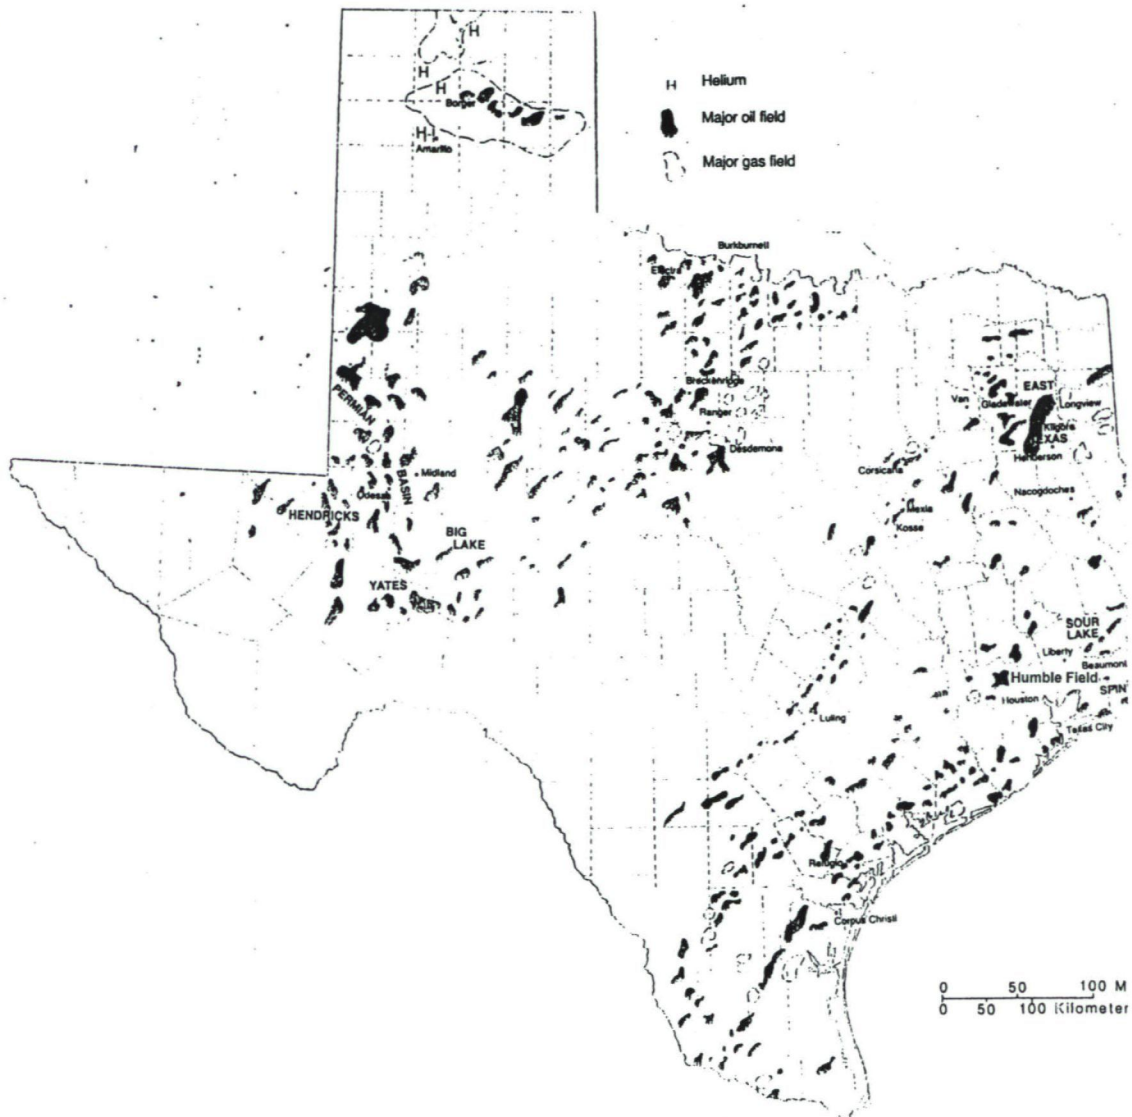 H
H
H
Borger
H
Amarillo
H Helium
Major oil field
Major gas field
Burkburnett
Electra
Breckenridge
Ranger
Desdemona
Van
Gladewater
EAST
Longview
Kilgore
TEXAS
Henderson
Corsicana
Nacogdoches
Mexia
Kosse
PERMIAN
BASIN
Midland
Odessa
HENDRICKS
BIG
LAKE
YATES
SOUR
LAKE
Liberty
Beaumont
Humble Field
SPIN
Houston
Texas City
Luling
Refugio
Corpus Christi
0 50 100 M
0 50 100 Kilometer